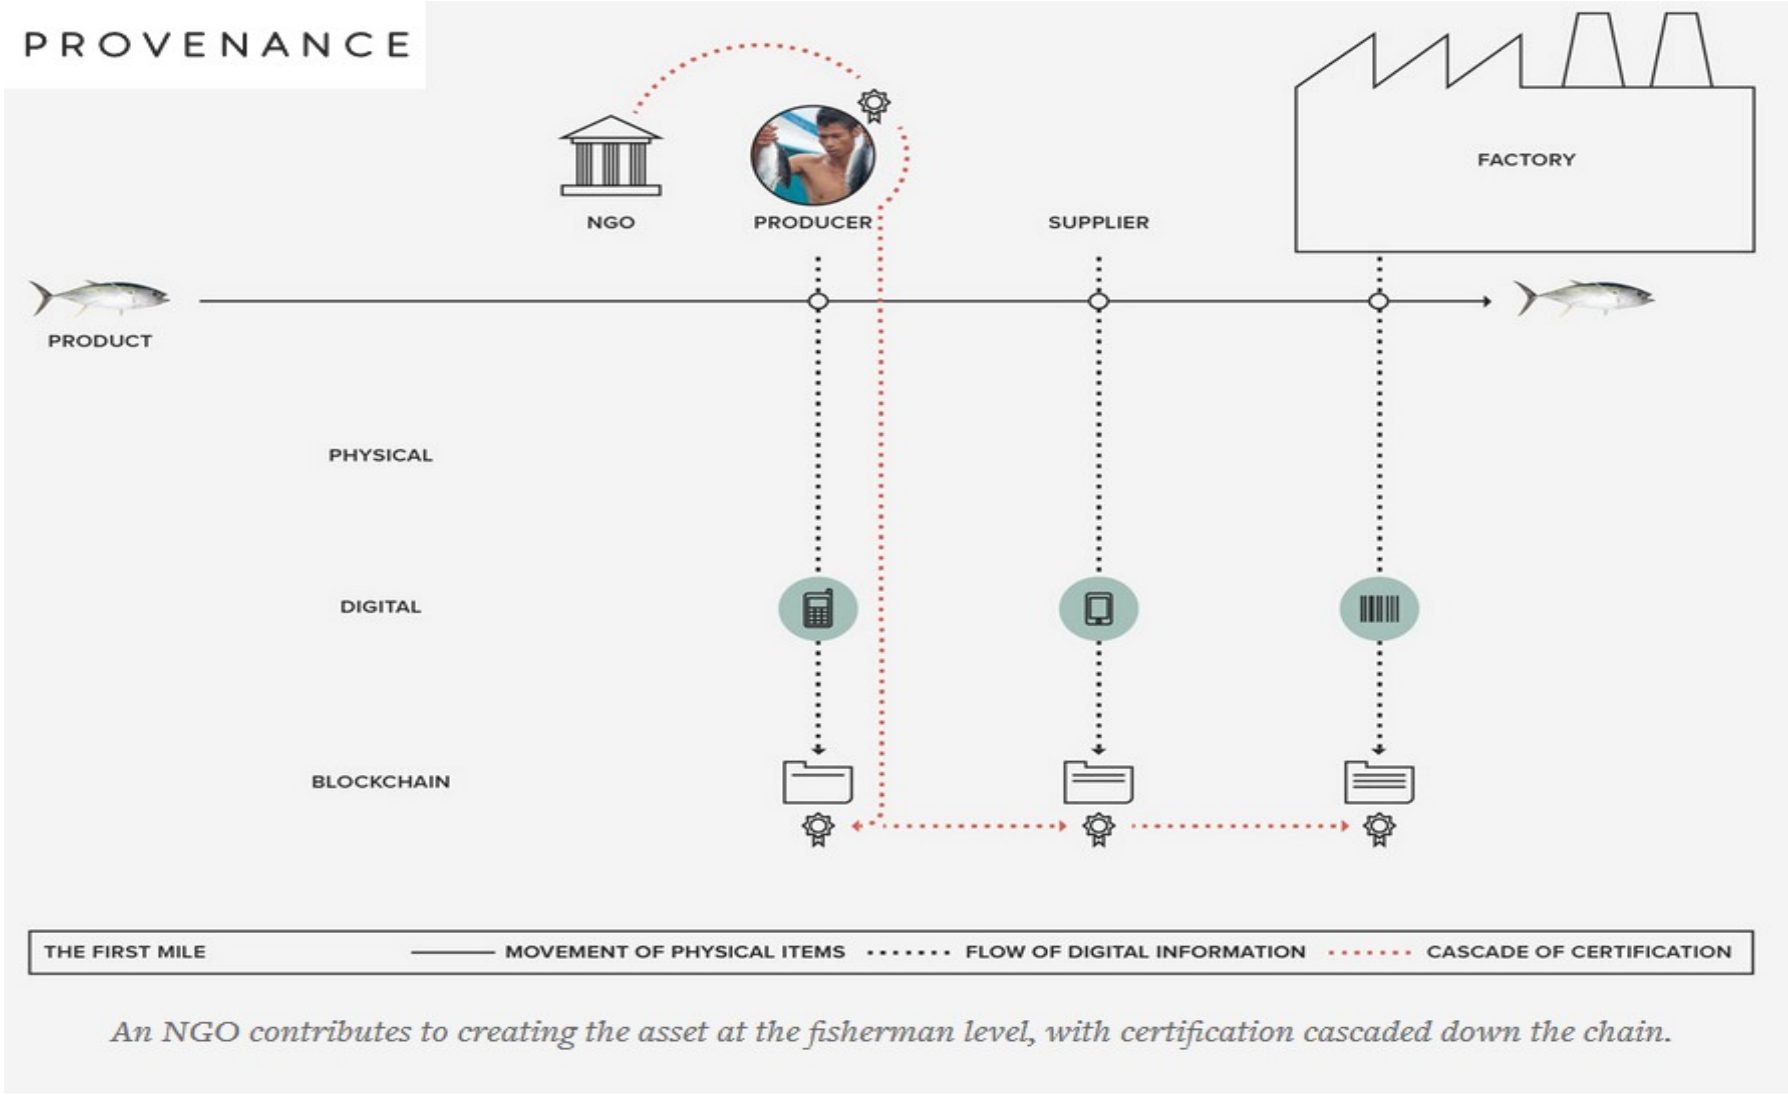 PROVENANCE
NGO
PRODUCER
SUPPLIER
FACTORY
PRODUCT
PHYSICAL
DIGITAL
BLOCKCHAIN
THE FIRST MILE MOVEMENT OF PHYSICAL ITEMS FLOW OF DIGITAL INFORMATION CASCADE OF CERTIFICATION
An NGO contributes to creating the asset at the fisherman level, with certification cascaded down the chain.